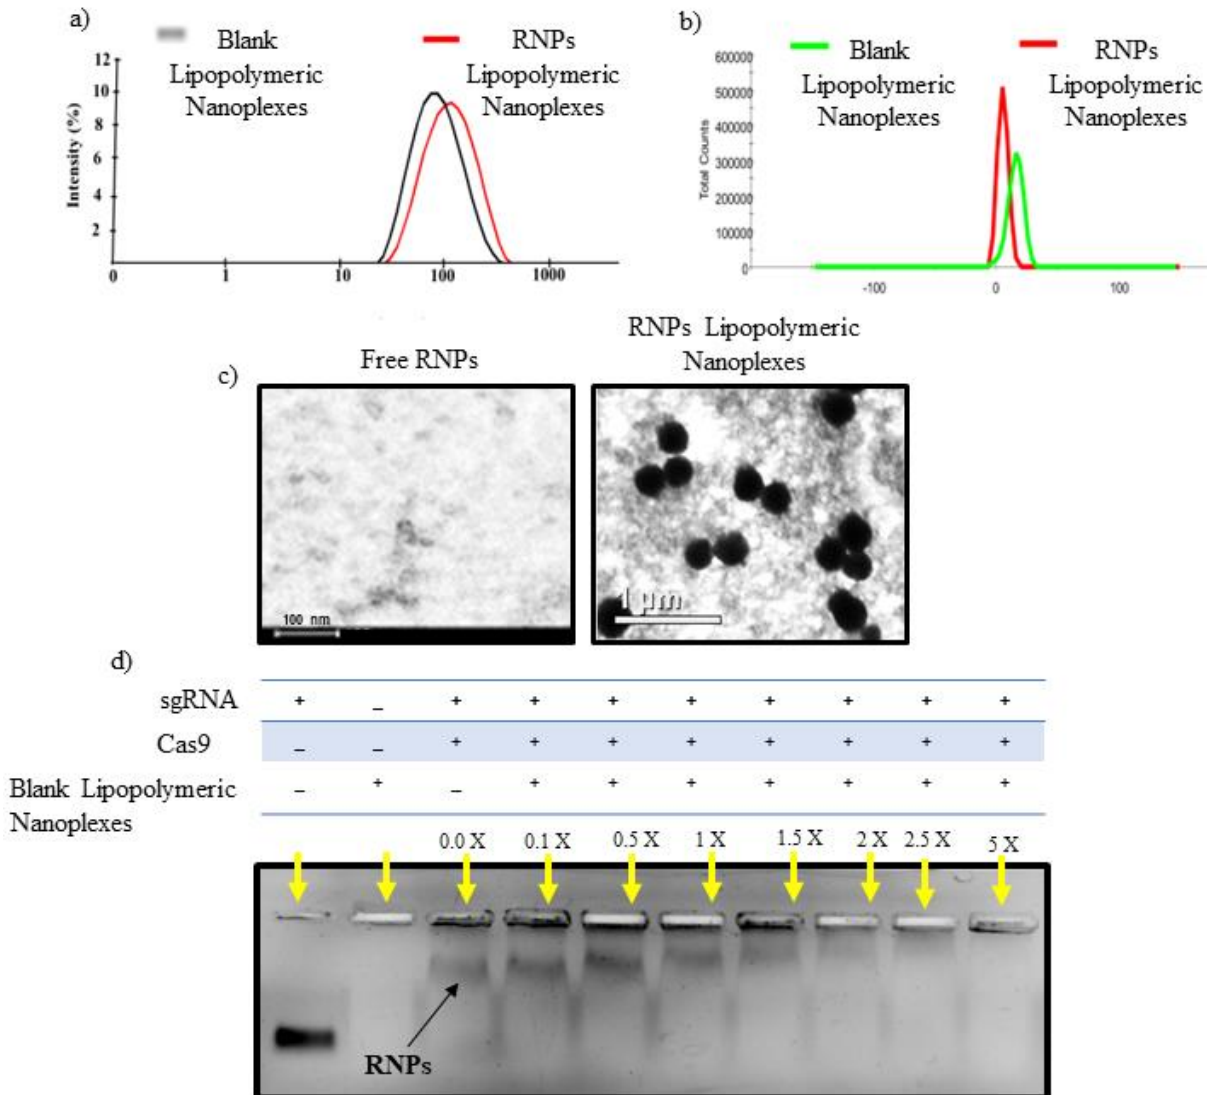 a)
Blank
Lipopolymeric
Nanoplexes
RNPs
Lipopolymeric
Nanoplexes
Intensity (%)
12
10
8
6
4
2
0
1
10
100
1000
b)
Blank
Lipopolymeric
Nanoplexes
RNPs
Lipopolymeric
Nanoplexes
Total Counts
600000
500000
400000
300000
200000
100000
0
-100
0
100
c)
Free RNPs
RNPs Lipopolymeric
Nanoplexes
100 nm
1 µm
d)
sgRNA + _ + + + + + + + +
Cas9 _ _ + + + + + + + +
Blank Lipopolymeric
Nanoplexes
_ + _ + + + + + + +
0.0 X 0.1 X 0.5 X 1 X 1.5 X 2 X 2.5 X 5 X
RNPs